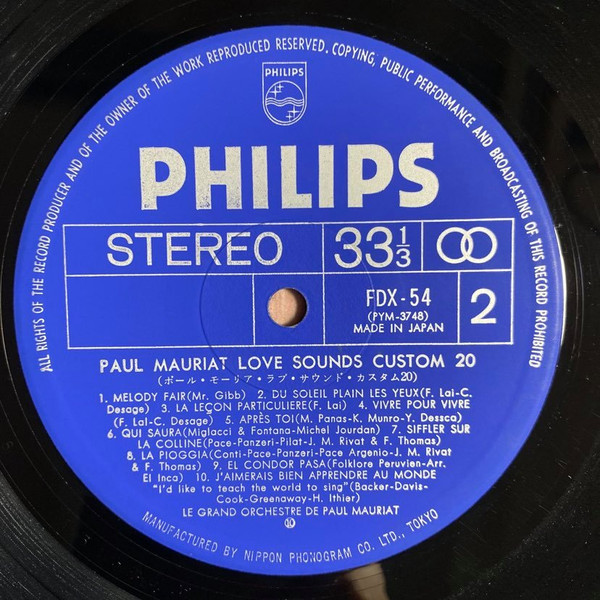 ALL RIGHTS OF THE RECORD PRODUCER AND OF THE OWNER OF THE WORK REPRODUCED RESERVED. COPYING, PUBLIC PERFORMANCE AND BROADCASTING OF THIS RECORD PROHIBITED
PHILIPS
PHILIPS
STEREO
33 1/3
FDX-54
(PYM-3748)
MADE IN JAPAN
2
PAUL MAURIAT LOVE SOUNDS CUSTOM 20
(ポール・モーリア・ラブ・サウンド・カスタム20)
1. MELODY FAIR(Mr. Gibb) 2. DU SOLEIL PLAIN LES YEUX(F. Lai-C.
Desage) 3. LA LEÇON PARTICULIERE(F. Lai) 4. VIVRE POUR VIVRE
(F. Lal-C. Desage) 5. APRÈS TOI(M. Panas-K. Munro-Y. Dessca)
6. QUI SAURA(Miglacci & Fontana-Michel Jourdan) 7. SIFFLER SUR
LA COLLINE(Pace-Panzeri-Pilat-J. M. Rivat & F. Thomas)
8. LA PIOGGIA(Conti-Pace-Panzeri-Pace Argenio-J. M. Rivat
& F. Thomas) 9. EL CONDOR PASA(Folklore Peruvien-Arr.
El Inca) 10. J'AIMERAIS BIEN APPRENDRE AU MONDE
"I'd like to teach the world to sing"(Backer-Davis-
Cook-Greenaway-H. Ithier)
LE GRAND ORCHESTRE DE PAUL MAURIAT
MANUFACTURED BY NIPPON PHONOGRAM CO. LTD., TOKYO